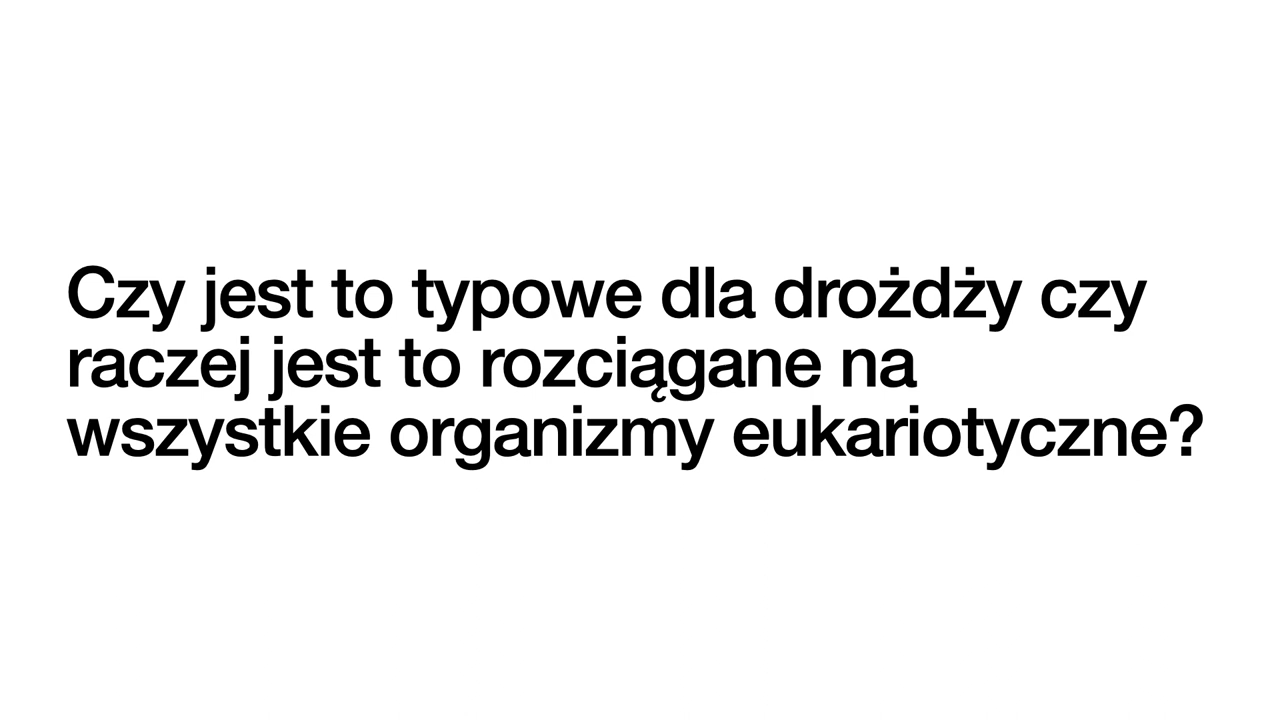 Czy jest to typowe dla drożdży czy
raczej jest to rozciągane na
wszystkie organizmy eukariotyczne?